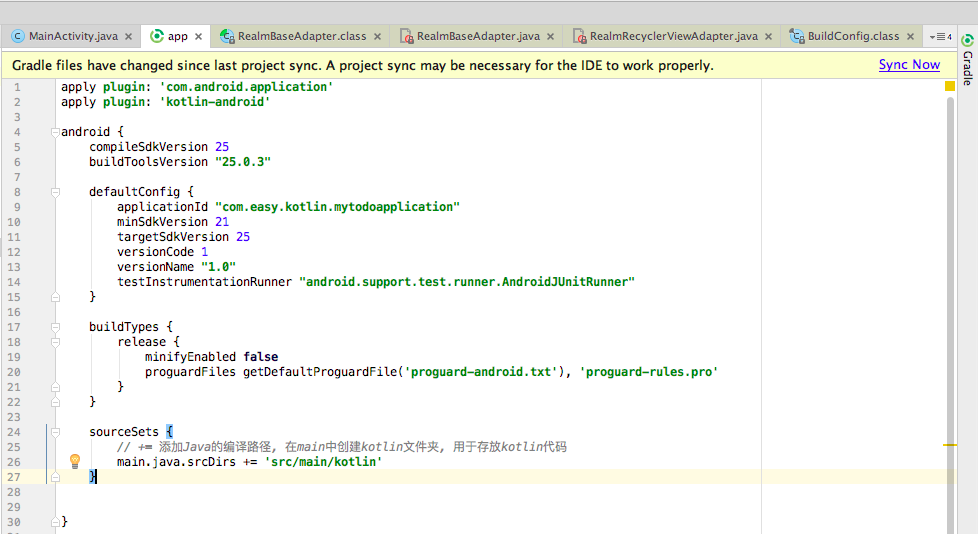 MainActivity.java × app × RealmBaseAdapter.class × RealmBaseAdapter.java × RealmRecyclerViewAdapter.java × BuildConfig.class × 4
Gradle files have changed since last project sync. A project sync may be necessary for the IDE to work properly. Sync Now
Gradle
1 apply plugin: 'com.android.application'
2 apply plugin: 'kotlin-android'
3
4 android {
5 compileSdkVersion 25
6 buildToolsVersion "25.0.3"
7
8 defaultConfig {
9 applicationId "com.easy.kotlin.mytodoapplication"
10 minSdkVersion 21
11 targetSdkVersion 25
12 versionCode 1
13 versionName "1.0"
14 testInstrumentationRunner "android.support.test.runner.AndroidJUnitRunner"
15 }
16
17 buildTypes {
18 release {
19 minifyEnabled false
20 proguardFiles getDefaultProguardFile('proguard-android.txt'), 'proguard-rules.pro'
21 }
22 }
23
24 sourceSets {
25 // += 添加Java的编译路径, 在main中创建kotlin文件夹, 用于存放kotlin代码
26 main.java.srcDirs += 'src/main/kotlin'
27 }
28
29
30 }